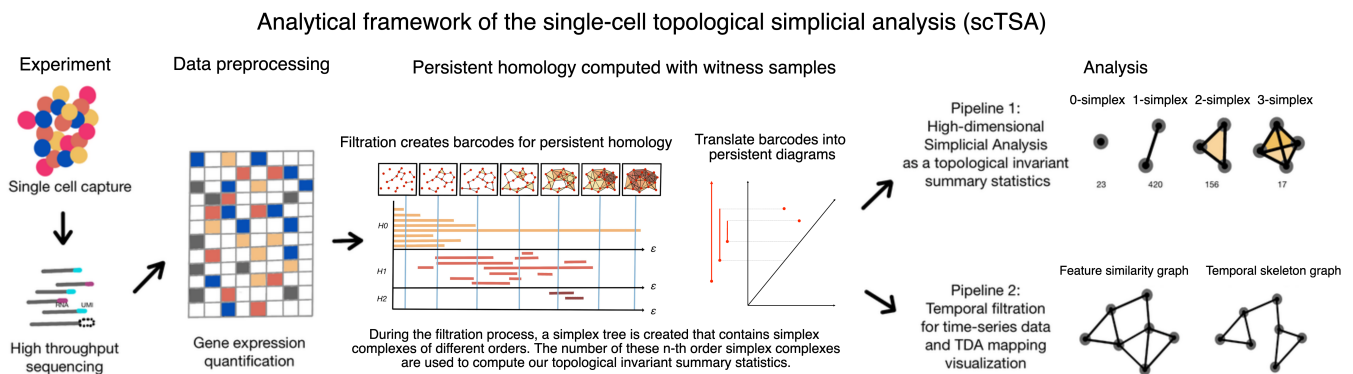 Analytical framework of the single-cell topological simplicial analysis (scTSA)
Experiment
Single cell capture
RNA UMI
High throughput
sequencing
Data preprocessing
Gene expression
quantification
Persistent homology computed with witness samples
Filtration creates barcodes for persistent homology
H0
ε
H1
ε
H2
ε
During the filtration process, a simplex tree is created that contains simplex
complexes of different orders. The number of these n-th order simplex complexes
are used to compute our topological invariant summary statistics.
Translate barcodes into
persistent diagrams
Analysis
Pipeline 1:
High-dimensional
Simplicial Analysis
as a topological invariant
summary statistics
0-simplex 1-simplex 2-simplex 3-simplex
23 420 156 17
Pipeline 2:
Temporal filtration
for time-series data
and TDA mapping
visualization
Feature similarity graph Temporal skeleton graph